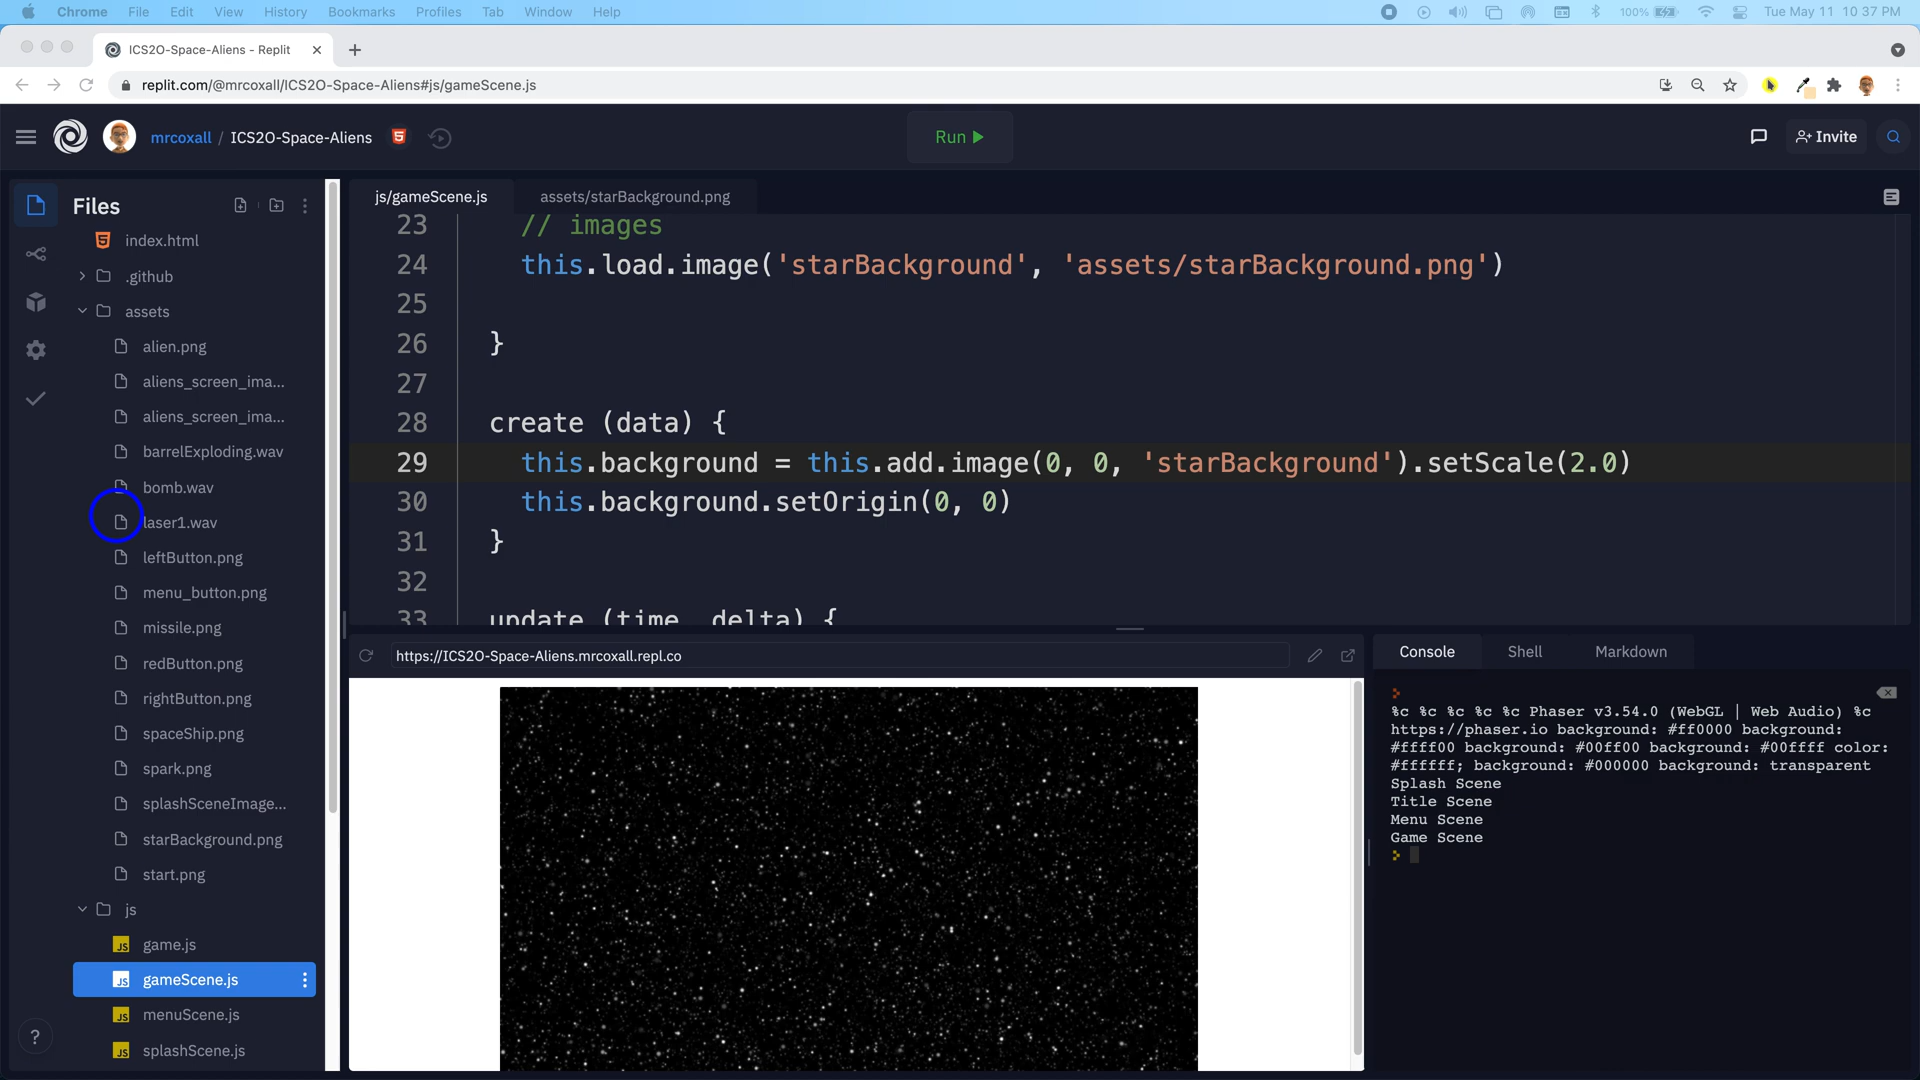 Chrome File Edit View History Bookmarks Profiles Tab Window Help
100% Tue May 11 10:37 PM
ICS2O-Space-Aliens - Replit
replit.com/@mrcoxall/ICS2O-Space-Aliens#js/gameScene.js
mrcoxall / ICS2O-Space-Aliens
Run
Invite
Files
index.html
.github
assets
alien.png
aliens_screen_ima...
aliens_screen_ima...
barrelExploding.wav
bomb.wav
laser1.wav
leftButton.png
menu_button.png
missile.png
redButton.png
rightButton.png
spaceShip.png
spark.png
splashSceneImage...
starBackground.png
start.png
js
JS game.js
JS gameScene.js
JS menuScene.js
JS splashScene.js
?
js/gameScene.js
assets/starBackground.png
23 // images
24 this.load.image('starBackground', 'assets/starBackground.png')
25
26 }
27
28 create (data) {
29 this.background = this.add.image(0, 0, 'starBackground').setScale(2.0)
30 this.background.setOrigin(0, 0)
31 }
32
33 update (time, delta) {
https://ICS2O-Space-Aliens.mrcoxall.repl.co
Console Shell Markdown
%c %c %c %c %c Phaser v3.54.0 (WebGL | Web Audio) %c
https://phaser.io background: #ff0000 background:
#ffff00 background: #00ff00 background: #00ffff color:
#ffffff; background: #000000 background: transparent
Splash Scene
Title Scene
Menu Scene
Game Scene